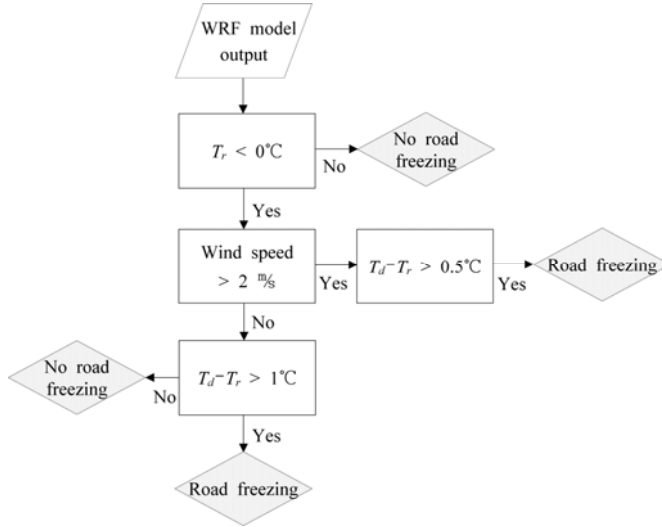 WRF model
output
Tr < 0℃
No road
freezing
No
Yes
Wind speed
> 2 ㎧
Td-Tr > 0.5℃
Road freezing
Yes
Yes
No
No road
freezing
Td-Tr > 1℃
No
Yes
Road freezing